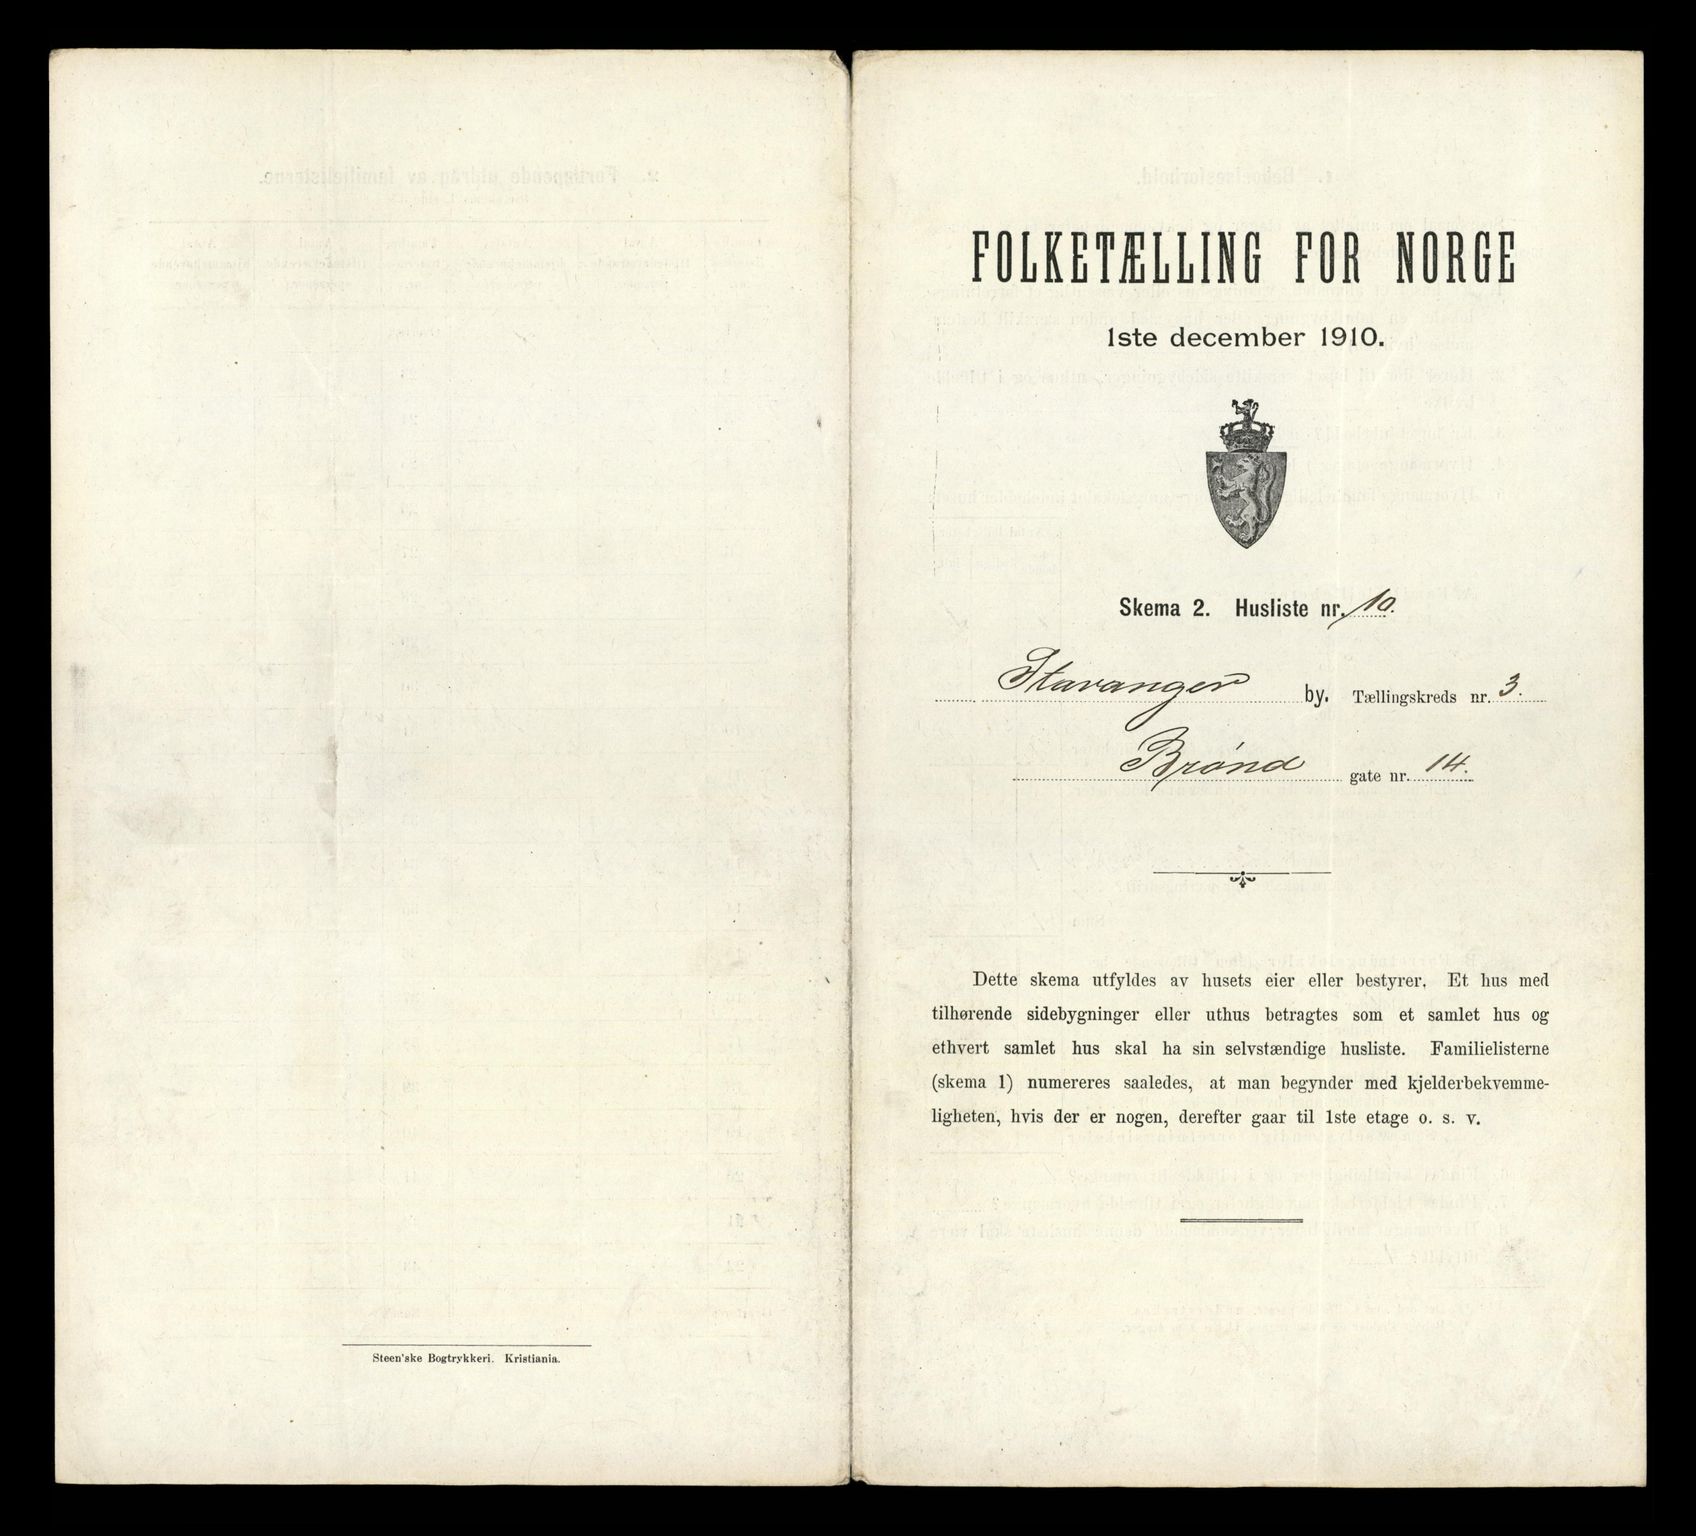 FOLKETÆLLING FOR NORGE
1ste december 1910.
Skema 2. Husliste nr. 10.
Stavanger by. Tællingskreds nr. 3.
Brønd gate nr. 14.
Dette skema utfyldes av husets eier eller bestyrer. Et hus med
tilhørende sidebygninger eller uthus betragtes som et samlet hus og
ethvert samlet hus skal ha sin selvstændige husliste. Familielisterne
(skema 1) numereres saaledes, at man begynder med kjelderbekvemme-
ligheten, hvis der er nogen, derefter gaar til 1ste etage o. s. v.
Steen'ske Bogtrykkeri. Kristiania.